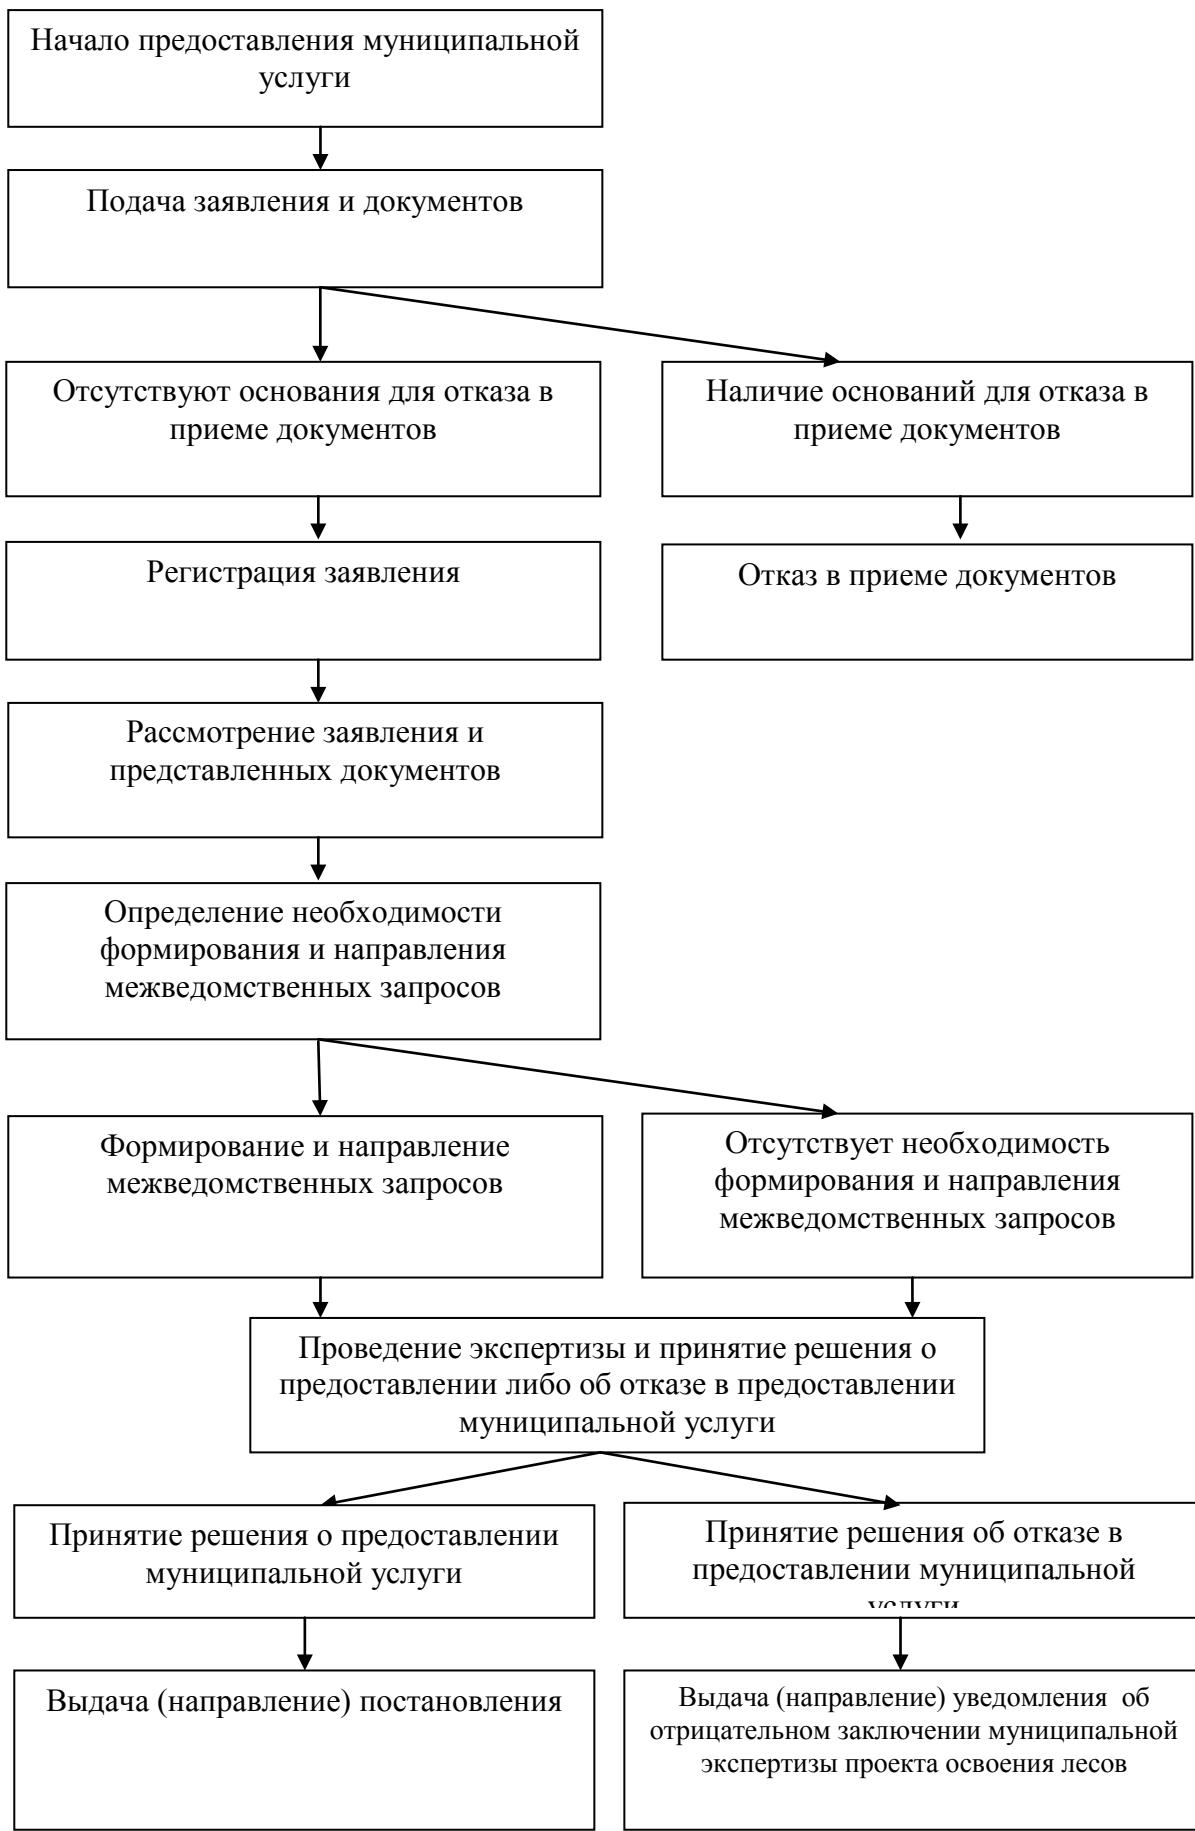 Начало предоставления муниципальной
услуги
Подача заявления и документов
Отсутствуют основания для отказа в
приеме документов
Наличие оснований для отказа в
приеме документов
Регистрация заявления
Отказ в приеме документов
Рассмотрение заявления и
представленных документов
Определение необходимости
формирования и направления
межведомственных запросов
Формирование и направление
межведомственных запросов
Отсутствует необходимость
формирования и направления
межведомственных запросов
Проведение экспертизы и принятие решения о
предоставлении либо об отказе в предоставлении
муниципальной услуги
Принятие решения о предоставлении
муниципальной услуги
Принятие решения об отказе в
предоставлении муниципальной
услуги
Выдача (направление) постановления
Выдача (направление) уведомления об
отрицательном заключении муниципальной
экспертизы проекта освоения лесов